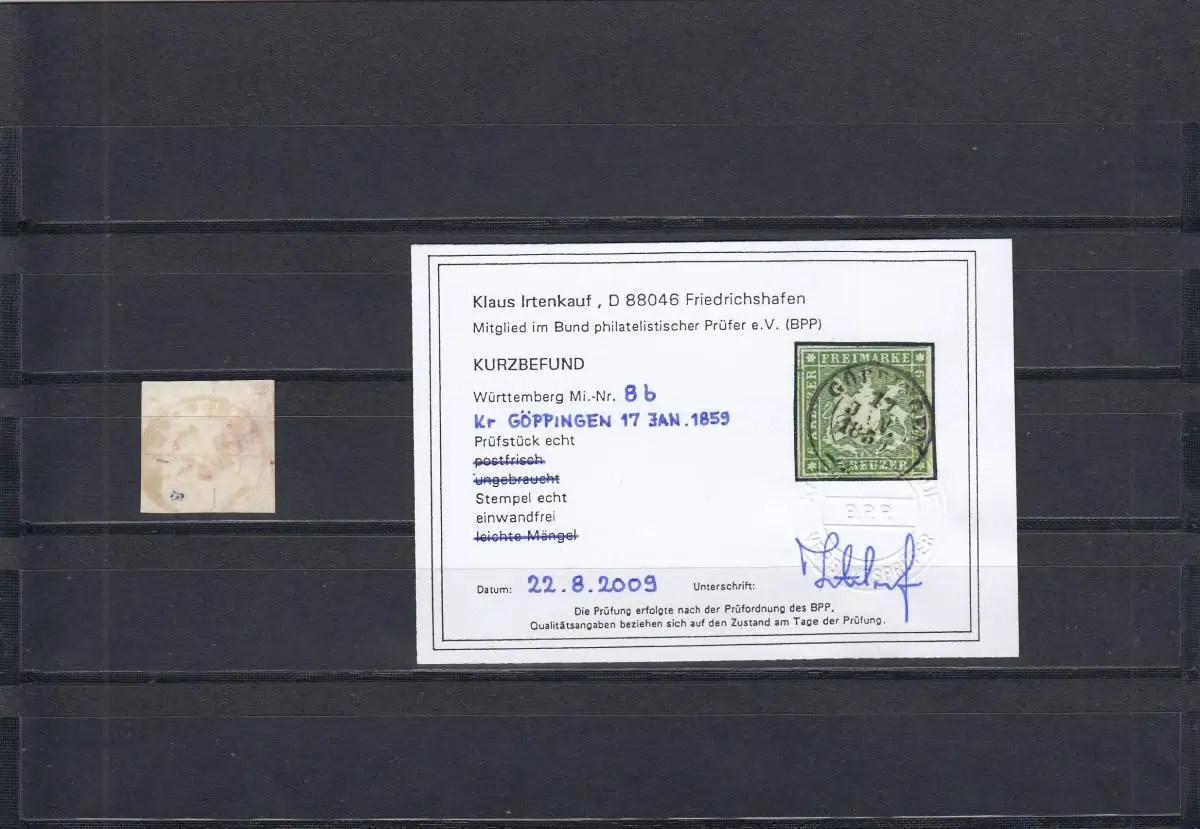 Klaus Irtenkauf , D 88046 Friedrichshafen
Mitglied im Bund philatelistischer Prüfer e.V. (BPP)
KURZBEFUND
Württemberg Mi.-Nr. 8 b
Kr GÖPPINGEN 17 JAN. 1859
Prüfstück echt
postfrisch
ungebraucht
Stempel echt
einwandfrei
leichte Mängel
FREIMARKE
KREUZER
17
JAN
BPP
Datum: 22.8.2009 Unterschrift:
Die Prüfung erfolgte nach der Prüfordnung des BPP.
Qualitätsangaben beziehen sich auf den Zustand am Tage der Prüfung.